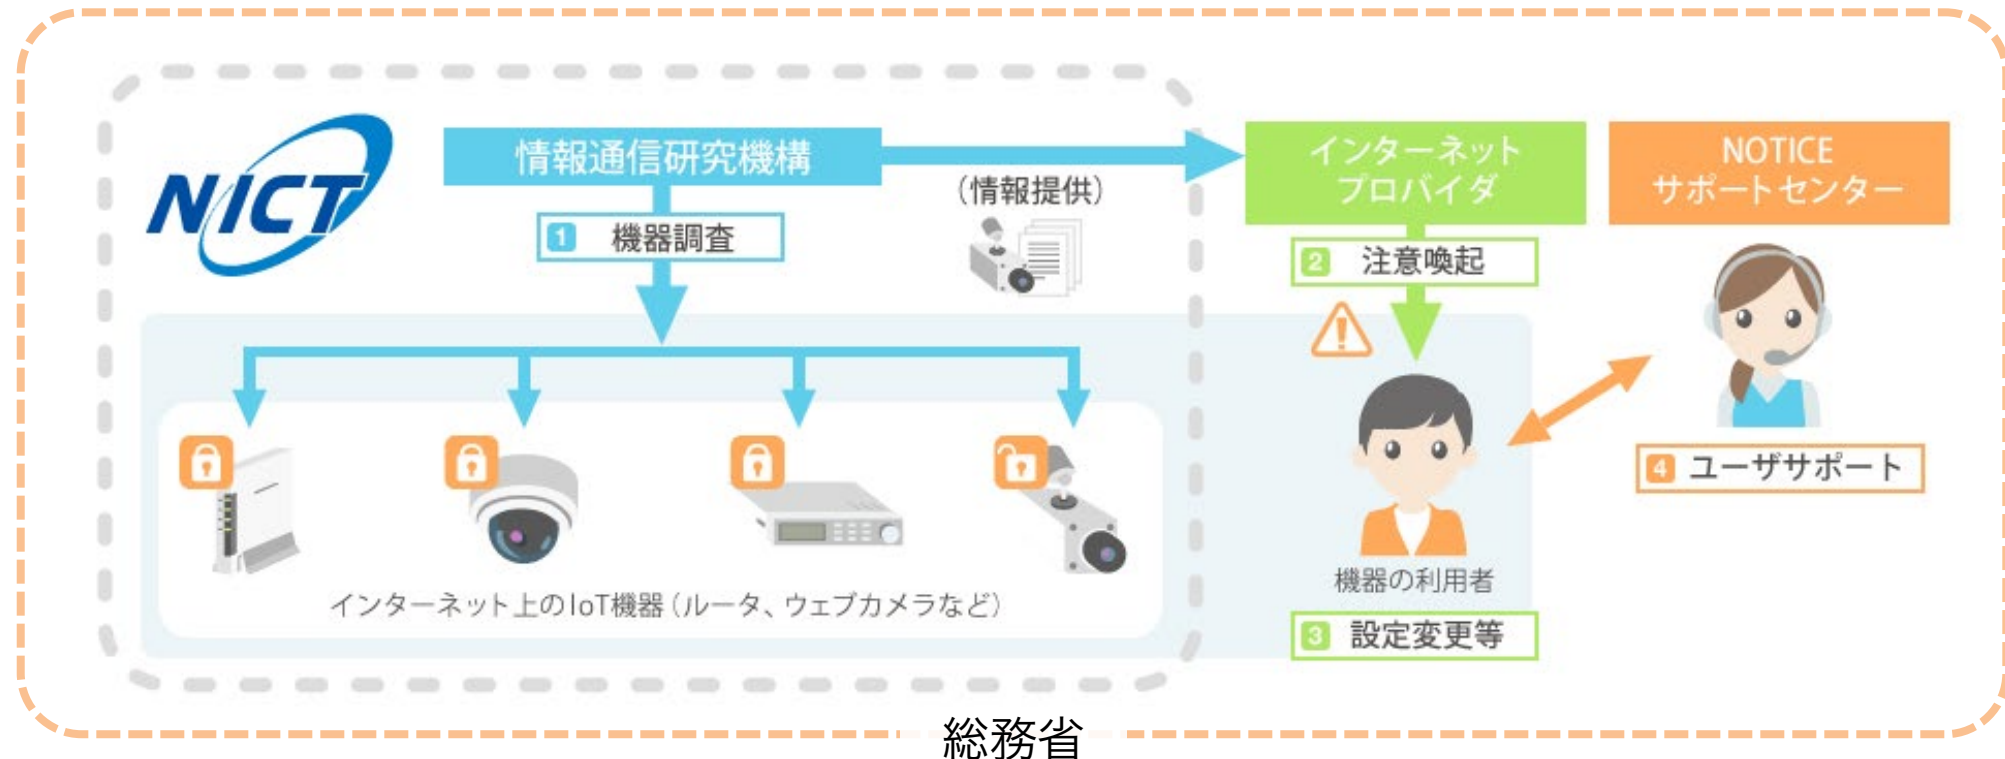 NICT
情報通信研究機構
1 機器調査
(情報提供)
インターネット
プロバイダ
2 注意喚起
NOTICE
サポートセンター
4 ユーザサポート
インターネット上のIoT機器(ルータ、ウェブカメラなど)
機器の利用者
3 設定変更等
総務省